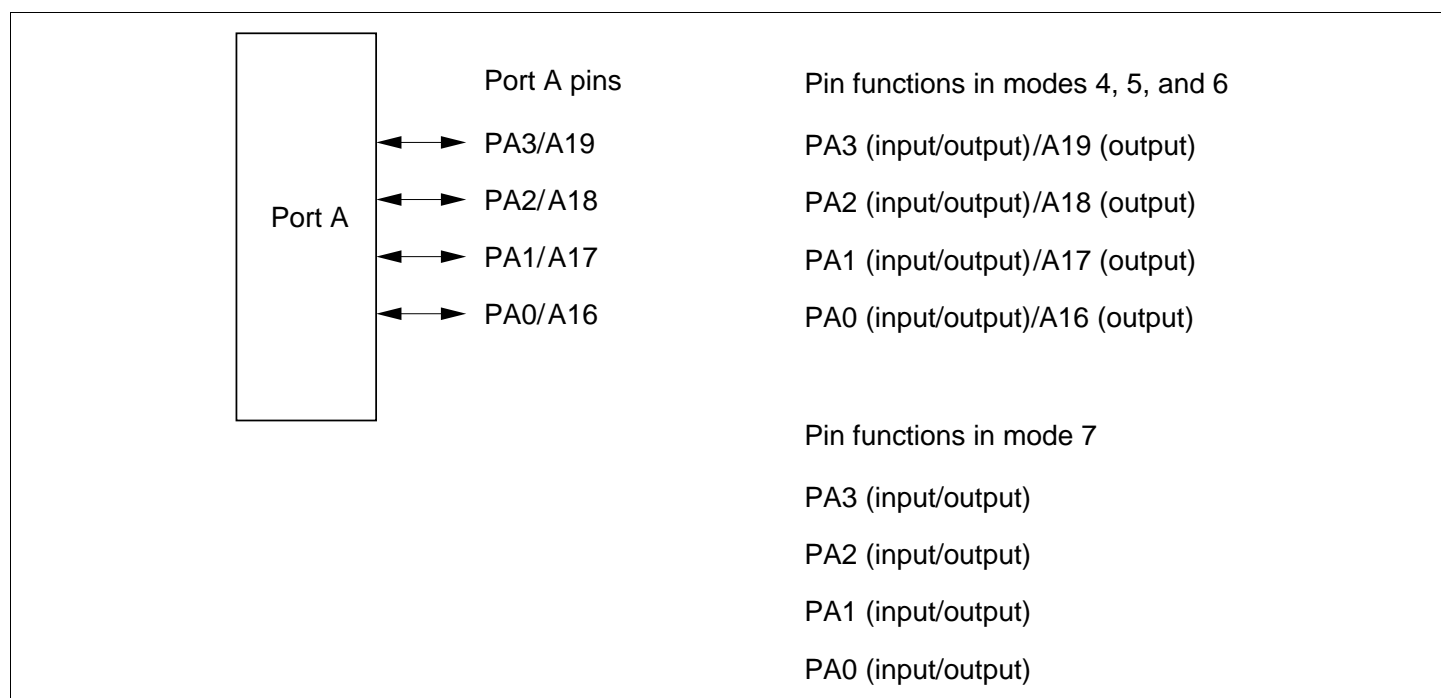 Port A
Port A pins
PA3/A19
PA2/A18
PA1/A17
PA0/A16
Pin functions in modes 4, 5, and 6
PA3 (input/output)/A19 (output)
PA2 (input/output)/A18 (output)
PA1 (input/output)/A17 (output)
PA0 (input/output)/A16 (output)
Pin functions in mode 7
PA3 (input/output)
PA2 (input/output)
PA1 (input/output)
PA0 (input/output)